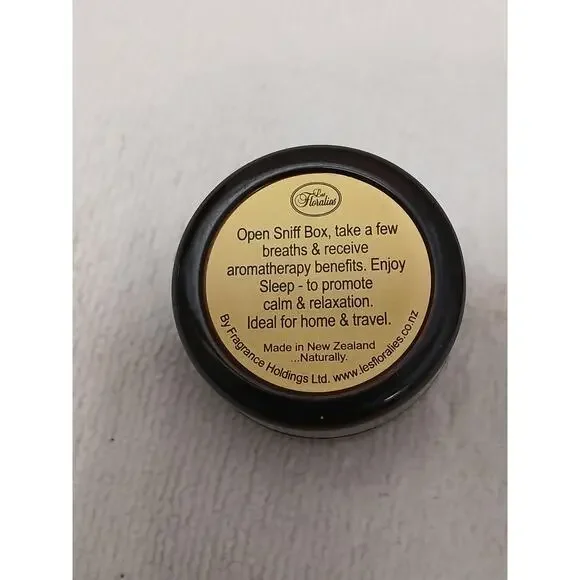 Les
Floralies
Open Sniff Box, take a few
breaths & receive
aromatherapy benefits. Enjoy
Sleep - to promote
calm & relaxation.
Ideal for home & travel.
Made in New Zealand
...Naturally.
By Fragrance Holdings Ltd. www.lesfloralies.co.nz